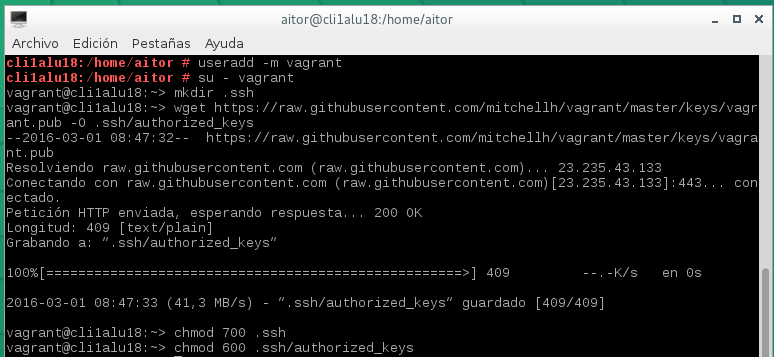 aitor@cli1alu18:/home/aitor
Archivo Edición Pestañas Ayuda
cli1alu18:/home/aitor # useradd -m vagrant
cli1alu18:/home/aitor # su - vagrant
vagrant@cli1alu18:~> mkdir .ssh
vagrant@cli1alu18:~> wget https://raw.githubusercontent.com/mitchellh/vagrant/master/keys/vagr
ant.pub -O .ssh/authorized_keys
--2016-03-01 08:47:32--  https://raw.githubusercontent.com/mitchellh/vagrant/master/keys/vagra
nt.pub
Resolviendo raw.githubusercontent.com (raw.githubusercontent.com)... 23.235.43.133
Conectando con raw.githubusercontent.com (raw.githubusercontent.com)[23.235.43.133]:443... con
ectado.
Petición HTTP enviada, esperando respuesta... 200 OK
Longitud: 409 [text/plain]
Grabando a: “.ssh/authorized_keys”
100%[====================================================>] 409         --.-K/s   en 0s
2016-03-01 08:47:33 (41,3 MB/s) - “.ssh/authorized_keys” guardado [409/409]
vagrant@cli1alu18:~> chmod 700 .ssh
vagrant@cli1alu18:~> chmod 600 .ssh/authorized_keys